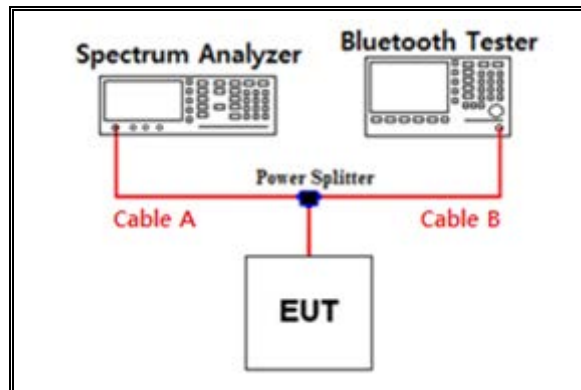 Spectrum Analyzer
Bluetooth Tester
Power Splitter
Cable A
Cable B
EUT